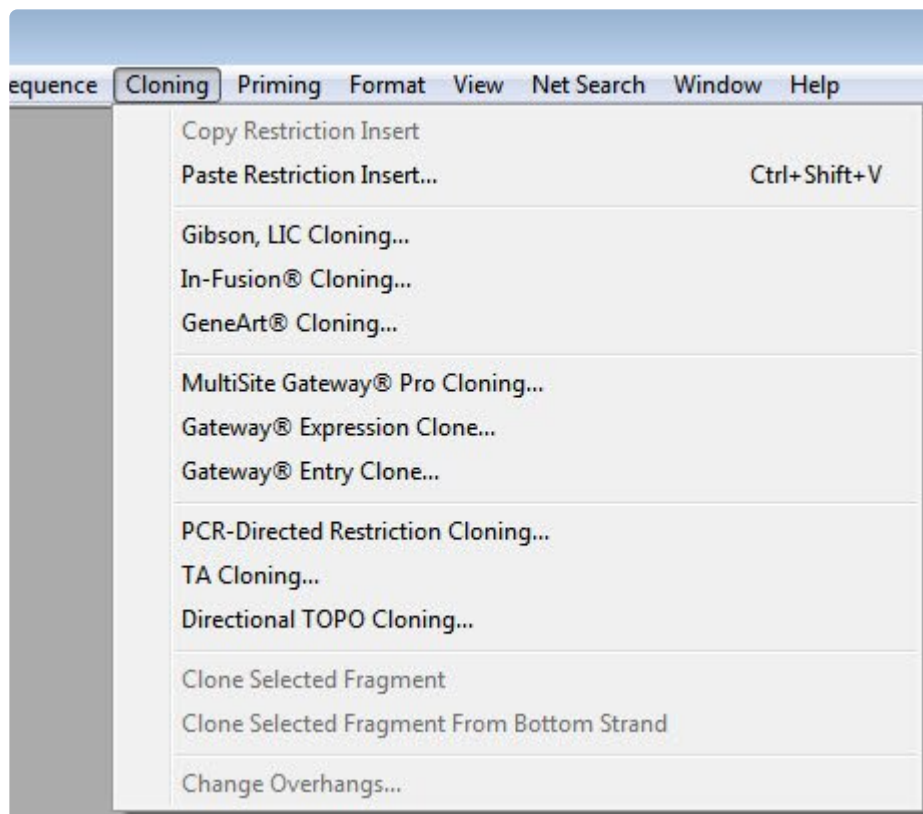 equence Cloning Priming Format View Net Search Window Help
Copy Restriction Insert
Paste Restriction Insert... Ctrl+Shift+V
Gibson, LIC Cloning...
In-Fusion® Cloning...
GeneArt® Cloning...
MultiSite Gateway® Pro Cloning...
Gateway® Expression Clone...
Gateway® Entry Clone...
PCR-Directed Restriction Cloning...
TA Cloning...
Directional TOPO Cloning...
Clone Selected Fragment
Clone Selected Fragment From Bottom Strand
Change Overhangs...